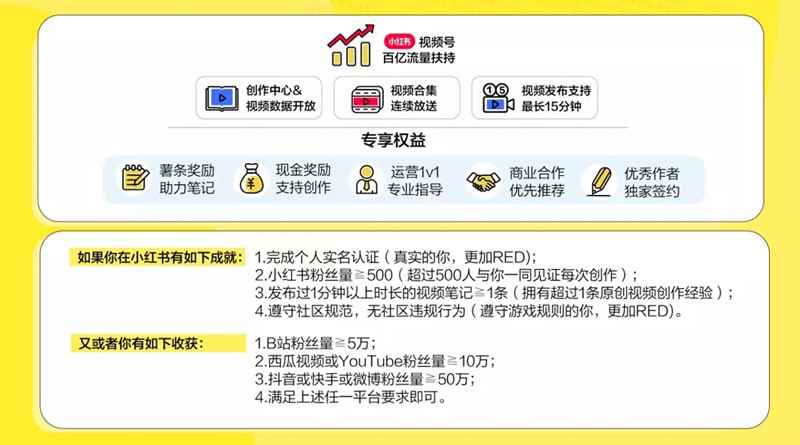 小红书 视频号
百亿流量扶持
创作中心&
视频数据开放
视频合集
连续放送
15
视频发布支持
最长15分钟
专享权益
薯条奖励
助力笔记
现金奖励
支持创作
运营1v1
专业指导
商业合作
优先推荐
优秀作者
独家签约
如果你在小红书有如下成就：
1.完成个人实名认证（真实的你，更加RED)；
2.小红书粉丝量≧500（超过500人与你一同见证每次创作）；
3.发布过1分钟以上时长的视频笔记≧1条（拥有超过1条原创视频创作经验）；
4.遵守社区规范，无社区违规行为（遵守游戏规则的你，更加RED)。
又或者你有如下收获：
1.B站粉丝量≧5万；
2.西瓜视频或YouTube粉丝量≧10万；
3.抖音或快手或微博粉丝量≧50万；
4.满足上述任一平台要求即可。